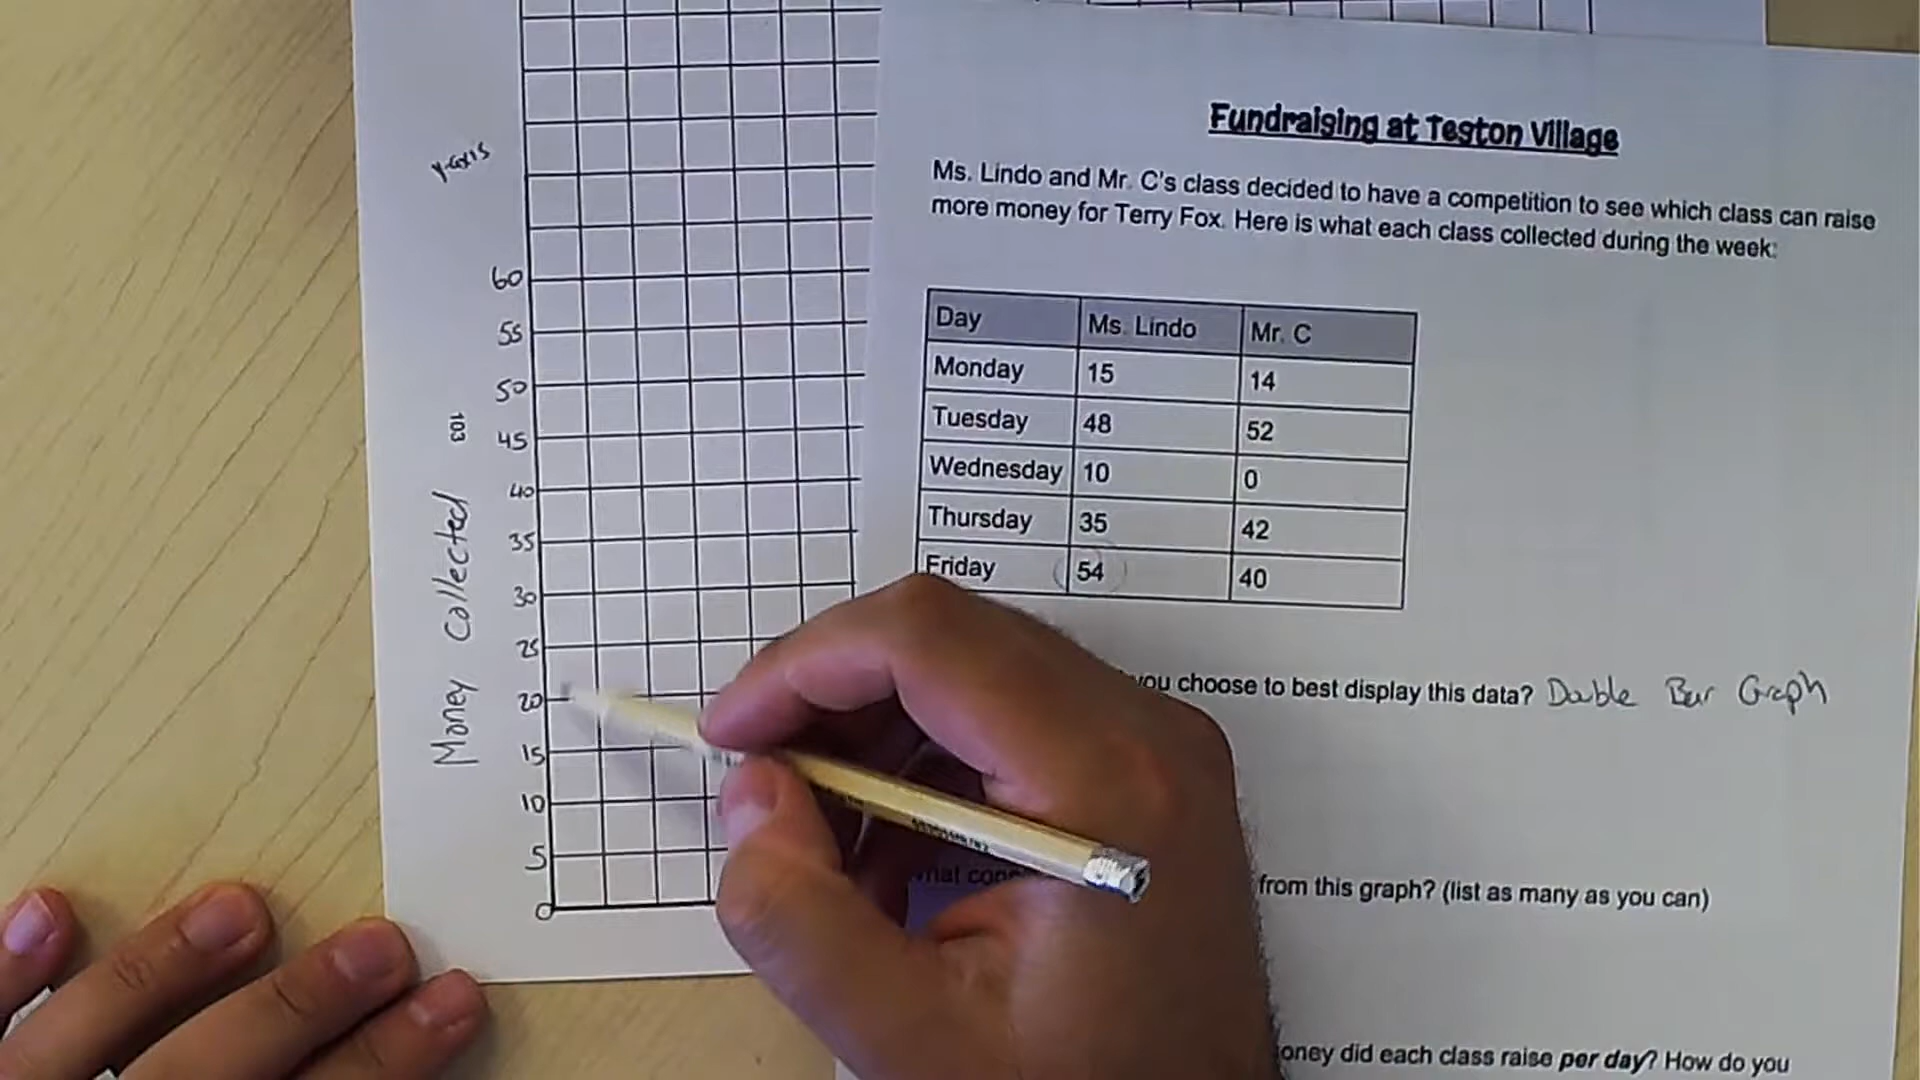 y-axis
60
55
50
45
40
35
30
25
20
15
10
5
0
103
Money Collected
Fundraising at Teston Village
Ms. Lindo and Mr. C's class decided to have a competition to see which class can raise
more money for Terry Fox. Here is what each class collected during the week:
Day Ms. Lindo Mr. C
Monday 15 14
Tuesday 48 52
Wednesday 10 0
Thursday 35 42
Friday 54 40
you choose to best display this data? Double Bar Graph
from this graph? (list as many as you can)
oney did each class raise per day? How do you